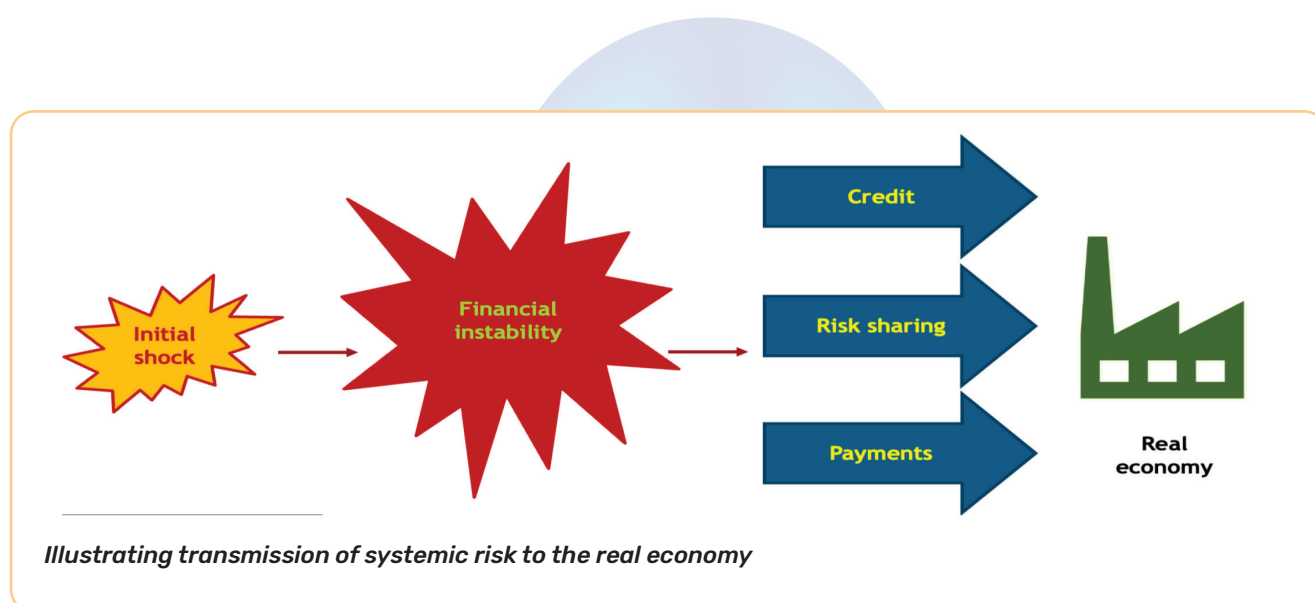 Initial
shock
Financial
instability
Credit
Risk sharing
Payments
Real
economy
Illustrating transmission of systemic risk to the real economy